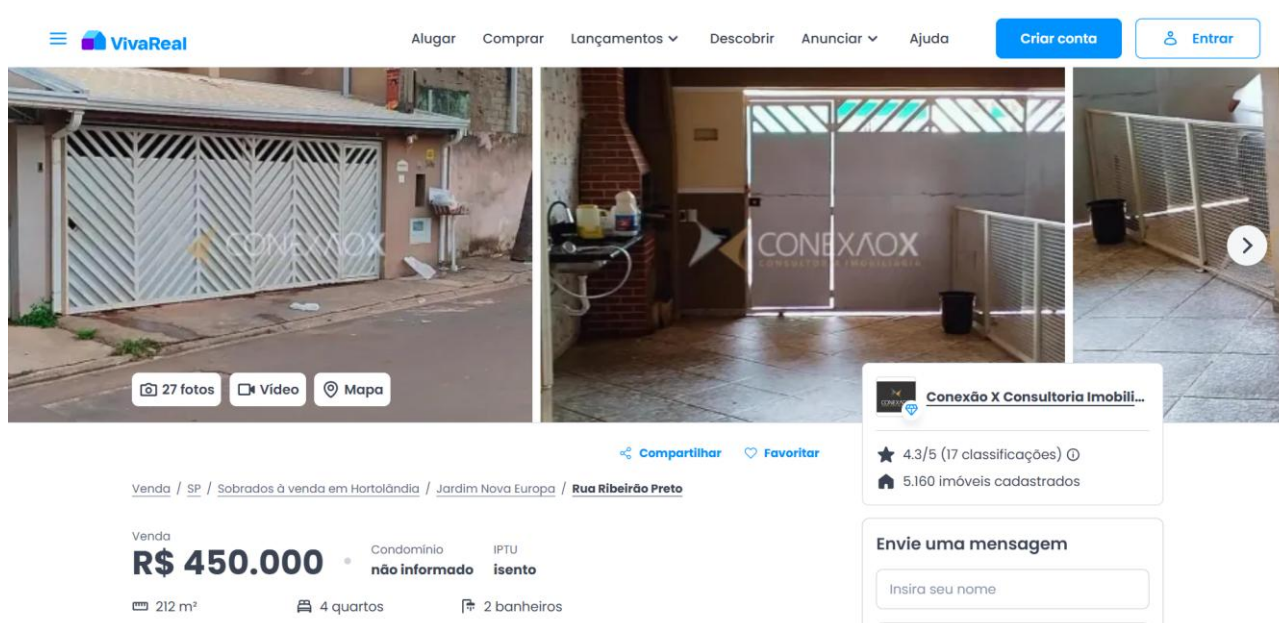 VivaReal
Alugar Comprar Lançamentos Descobrir Anunciar Ajuda Criar conta Entrar
CONEXAOX
CONEXAOX
CONSULTORIA IMOBILIÁRIA
27 fotos Vídeo Mapa
Conexão X Consultoria Imobili...
Compartilhar Favoritar
4.3/5 (17 classificações)
5.160 imóveis cadastrados
Venda / SP / Sobrados à venda em Hortolândia / Jardim Nova Europa / Rua Ribeirão Preto
Venda
R$ 450.000
Condomínio
não informado
IPTU
isento
Envie uma mensagem
Insira seu nome
212 m² 4 quartos 2 banheiros